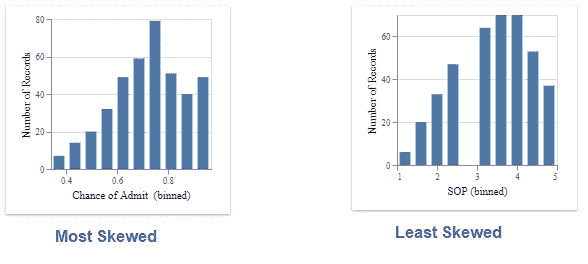 80
60
40
20
0
Number of Records
0.4 0.6 0.8
Chance of Admit (binned)
Most Skewed
60
40
20
0
Number of Records
1 2 3 4 5
SOP (binned)
Least Skewed